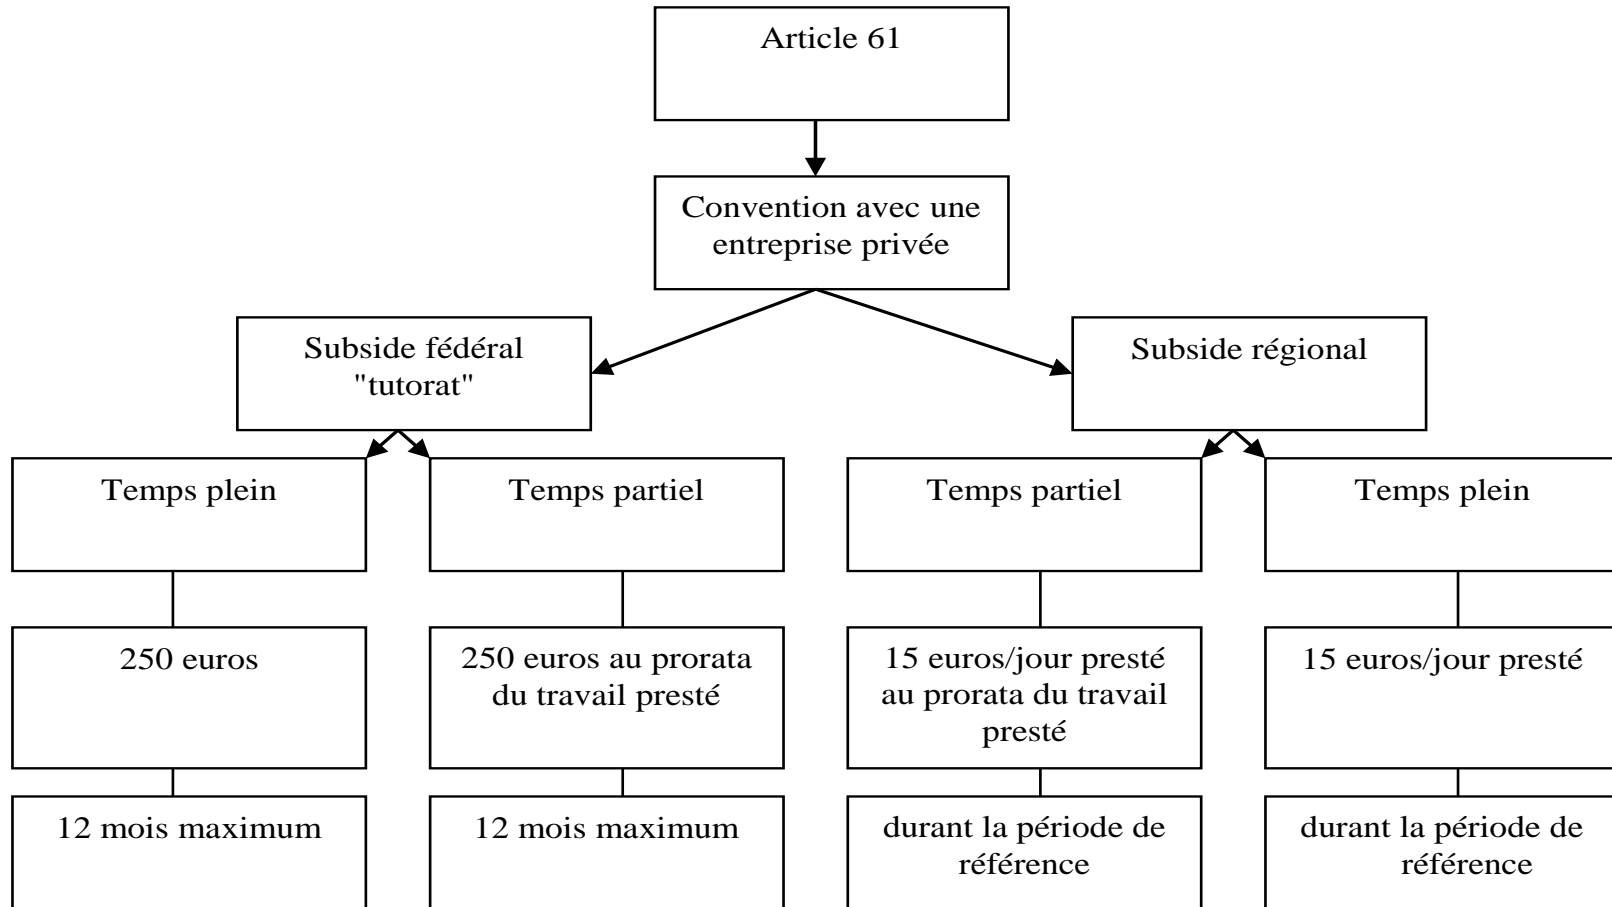 Article 61
Convention avec une
entreprise privée
Subside fédéral
"tutorat"
Subside régional
Temps plein
Temps partiel
Temps partiel
Temps plein
250 euros
250 euros au prorata
du travail presté
15 euros/jour presté
au prorata du travail
presté
15 euros/jour presté
12 mois maximum
12 mois maximum
durant la période de
référence
durant la période de
référence